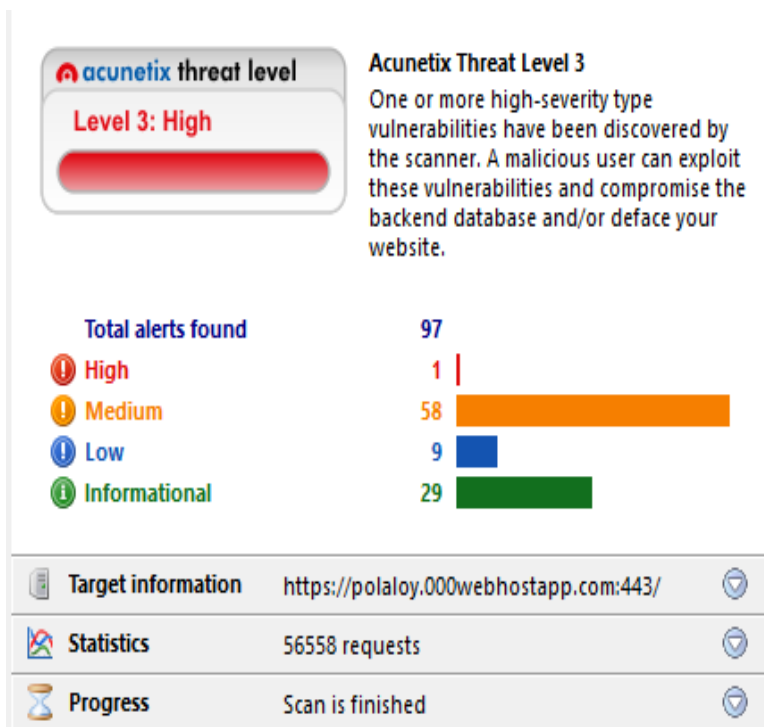 acunetix threat level
Level 3: High
Acunetix Threat Level 3
One or more high-severity type
vulnerabilities have been discovered by
the scanner. A malicious user can exploit
these vulnerabilities and compromise the
backend database and/or deface your
website.
Total alerts found 97
High 1
Medium 58
Low 9
Informational 29
Target information https://polaloy.000webhostapp.com:443/
Statistics 56558 requests
Progress Scan is finished